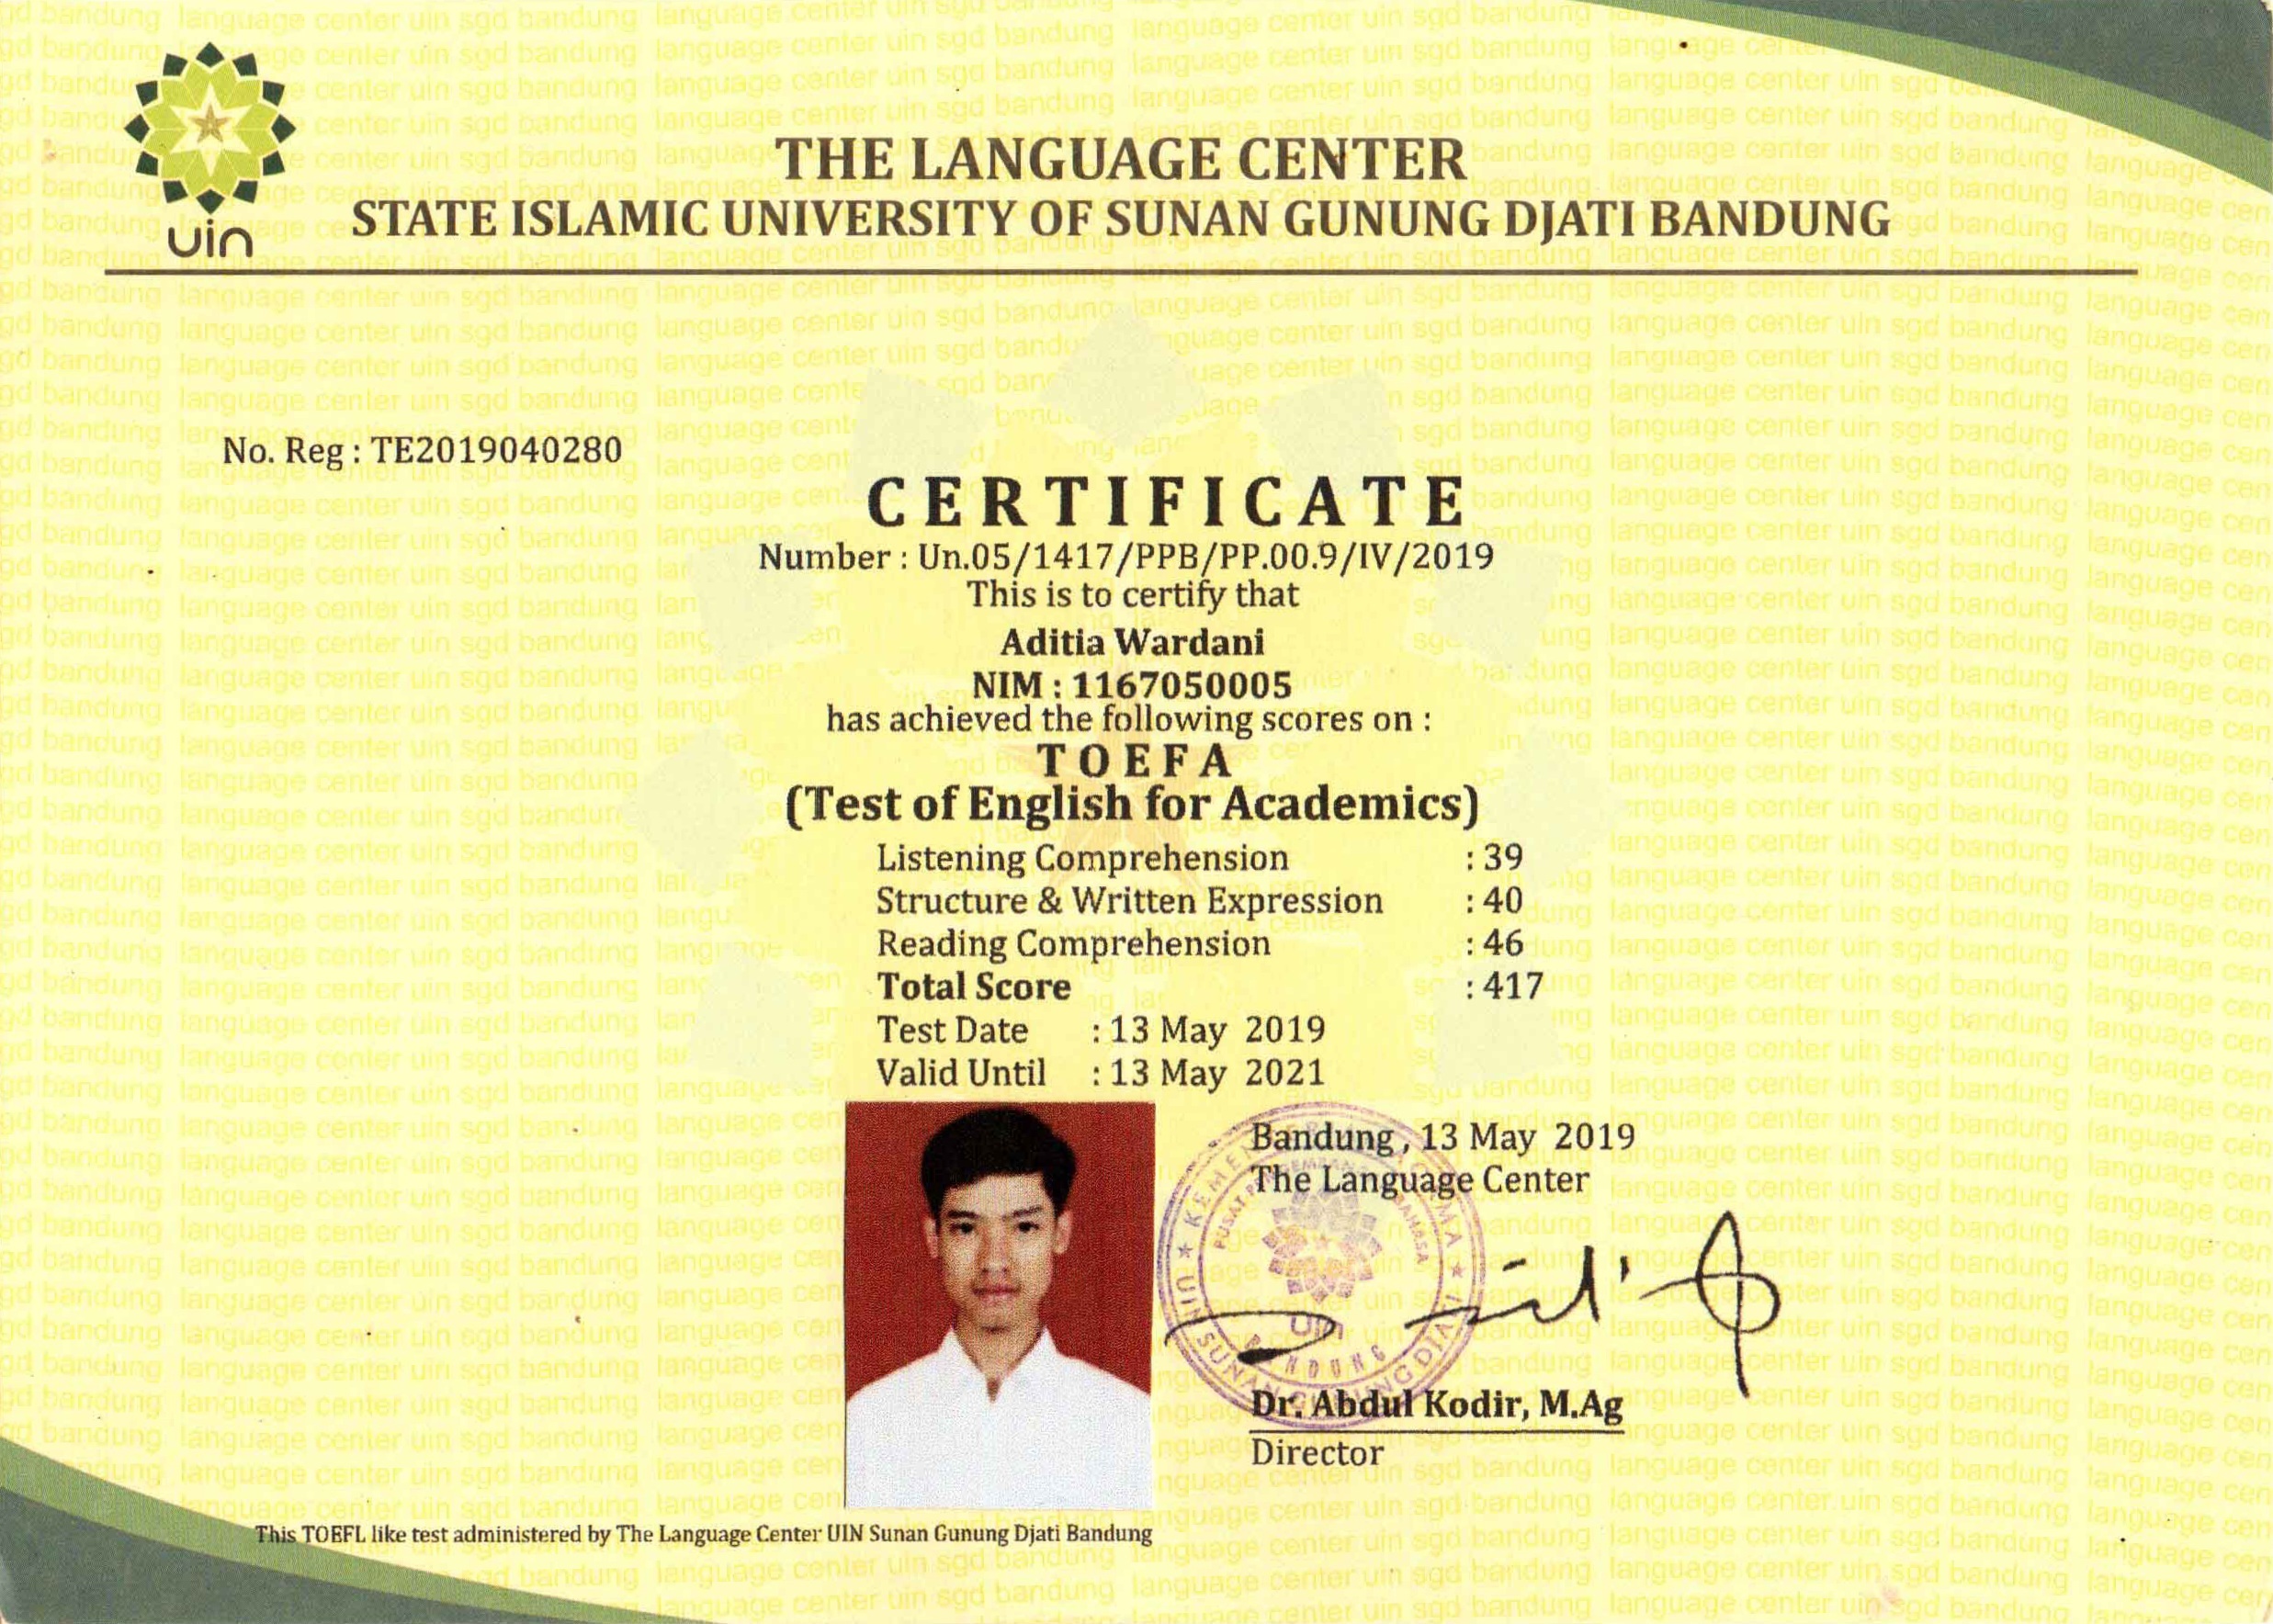 uin
THE LANGUAGE CENTER
STATE ISLAMIC UNIVERSITY OF SUNAN GUNUNG DJATI BANDUNG
No. Reg : TE2019040280
CERTIFICATE
Number : Un.05/1417/PPB/PP.00.9/IV/2019
This is to certify that
Aditia Wardani
NIM : 1167050005
has achieved the following scores on :
TOEFA
(Test of English for Academics)
Listening Comprehension : 39
Structure & Written Expression : 40
Reading Comprehension : 46
Total Score : 417
Test Date : 13 May 2019
Valid Until : 13 May 2021
Bandung, 13 May 2019
The Language Center
UIN SUNAN GUNUNG DJATI
BANDUNG
uin
Dr. Abdul Kodir, M.Ag
Director
This TOEFL like test administered by The Language Center UIN Sunan Gunung Djati Bandung